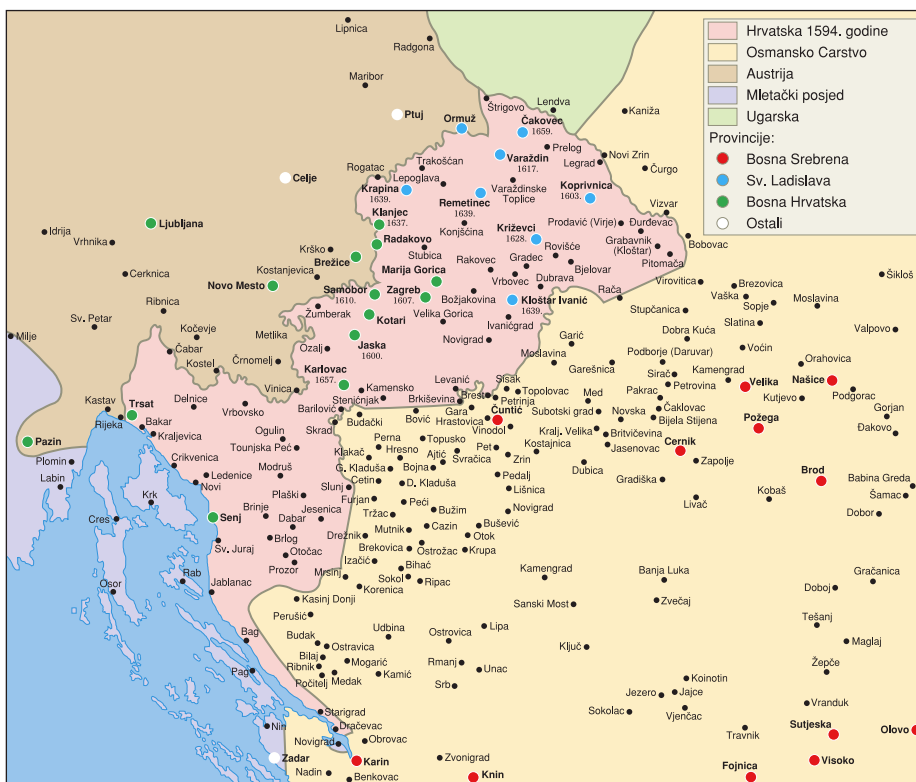 Hrvatska 1594. godine
Osmansko Carstvo
Austrija
Mletački posjed
Ugarska
Provincije:
Bosna Srebrena
Sv. Ladislava
Bosna Hrvatska
Ostali
Lipnica
Radgona
Maribor
Ptuj
Ormuž
Štrigovo
Lendva
Čakovec
1659.
Kaniža
Prelog
Legrad
Novi Zrin
Čurgo
Varaždin
1617.
Trakošćan
Rogatac
Lepoglava
Celje
Krapina
1639.
Remetinec
1639.
Varaždinske
Toplice
Koprivnica
1603.
Vizvar
Klanjec
1637.
Konjščina
Prodavić (Virje)
Đurđevac
Ljubljana
Idrija
Vrhnika
Radakovo
Križevci
1628.
Grabavnik
(Kloštar)
Bobovac
Krško
Brežice
Stubica
Rovišće
Pitomača
Cerknica
Kostanjevica
Marija Gorica
Rakovec
Gradec
Bjelovar
Šikloš
Novo Mesto
Samobor
1610.
Zagreb
1607.
Vrbovec
Dubrava
Virovitica
Brezovica
Ribnica
Božjakovina
Kloštar Ivanić
1639.
Rača
Vaška
Sopje
Moslavina
Sv. Petar
Žumberak
Kotari
Velika Gorica
Ivanićgrad
Stupčanica
Slatina
Milje
Kočevje
Metlika
Jaska
1600.
Novigrad
Garić
Dobra Kuća
Valpovo
Čabar
Ozalj
Moslavina
Voćin
Kostel
Črnomelj
Garešnica
Podborje (Daruvar)
Orahovica
Karlovac
1657.
Sirač
Kamengrad
Vinica
Kamensko
Levanić
Sisak
Topolovac
Med
Pakrac
Petrovina
Velika
Našice
Kastav
Trsat
Delnice
Stenićnjak
Brkiševina
Brest
Petrinja
Kutjevo
Podgorac
Rijeka
Bakar
Vrbovsko
Barilović
Gara
Čuntić
Subotski grad
Novska
Čaklovac
Gorjan
Kraljevica
Skrad
Budački
Bović
Hrastovica
Bijela Stijena
Požega
Pazin
Ogulin
Vinodol
Kralj. Velika
Britvičevina
Đakovo
Tounjska Peć
Perna
Topusko
Pet
Kostajnica
Jasenovac
Cernik
Plomin
Crikvenica
Klakač
Hresno
Ajtić
Svračica
Zrin
Zapolje
Modruš
G. Kladuša
Bojna
Dubica
Brod
Labin
Ledenice
Cetin
D. Kladuša
Pedalj
Gradiška
Babina Greda
Novi
Slunj
Lišnica
Livač
Kobaš
Šamac
Krk
Plaški
Furjan
Peći
Cres
Senj
Brinje
Jesenica
Tržac
Bužim
Novigrad
Dobor
Dabar
Mutnik
Cazin
Bušević
Sv. Juraj
Brlog
Drežnik
Otok
Otočac
Brekovica
Ostrožac
Krupa
Prozor
Izačić
Bihać
Rab
Mrsinj
Sokol
Ripac
Kamengrad
Banja Luka
Gračanica
Osor
Jablanac
Korenica
Doboj
Kasinj Donji
Sanski Most
Zvečaj
Perušić
Tešanj
Bag
Budak
Udbina
Lipa
Ostravica
Ostrovica
Ključ
Maglaj
Bilaj
Mogarić
Pag
Ribnik
Rmanj
Unac
Žepče
Počitelj
Medak
Kamić
Koinotin
Srb
Jezero
Jajce
Starigrad
Sokolac
Vjenčac
Vranduk
Nin
Dračevac
Travnik
Sutjeska
Olovo
Novigrad
Obrovac
Zadar
Karin
Zvonigrad
Visoko
Nadin
Benkovac
Knin
Fojnica